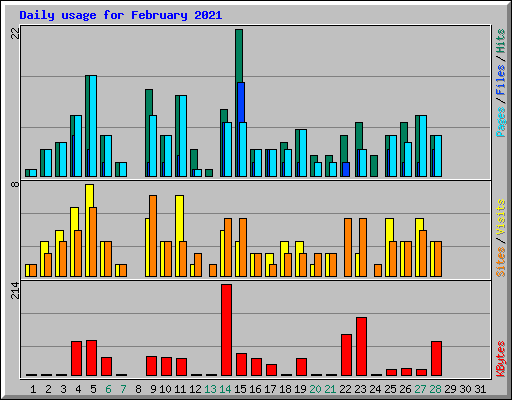 Daily usage for February 2021
22
Pages / Files / Hits
8
Sites / Visits
214
KBytes
1 2 3 4 5 6 7 8 9 10 11 12 13 14 15 16 17 18 19 20 21 22 23 24 25 26 27 28 29 30 31